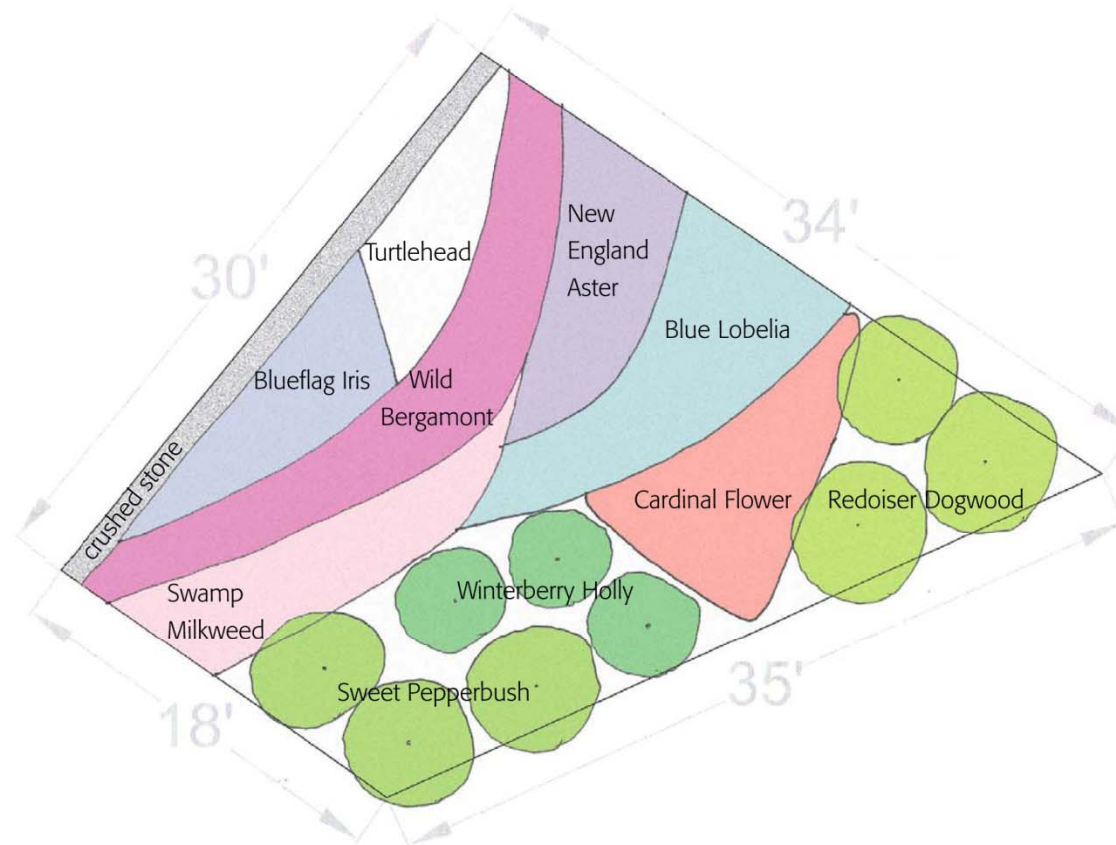 30'
34'
New
England
Aster
Turtlehead
Blue Lobelia
Blueflag Iris
Wild
Bergamont
crushed stone
Cardinal Flower
Redoiser Dogwood
Swamp
Milkweed
Winterberry Holly
Sweet Pepperbush
35'
18'